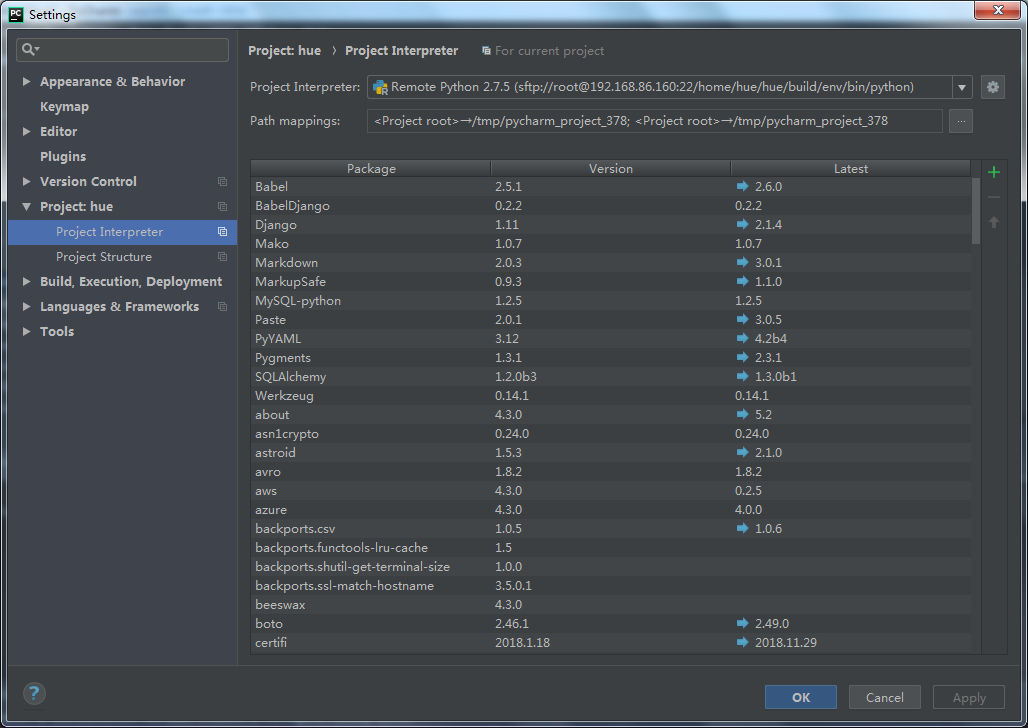 PC
Settings
Project: hue › Project Interpreter For current project
Appearance & Behavior
Keymap
Editor
Plugins
Version Control
Project: hue
Project Interpreter
Project Structure
Build, Execution, Deployment
Languages & Frameworks
Tools
Project Interpreter: Remote Python 2.7.5 (sftp://root@192.168.86.160:22/home/hue/hue/build/env/bin/python)
Path mappings: <Project root>→/tmp/pycharm_project_378; <Project root>→/tmp/pycharm_project_378 ...
Package Version Latest
Babel 2.5.1 2.6.0
BabelDjango 0.2.2 0.2.2
Django 1.11 2.1.4
Mako 1.0.7 1.0.7
Markdown 2.0.3 3.0.1
MarkupSafe 0.9.3 1.1.0
MySQL-python 1.2.5 1.2.5
Paste 2.0.1 3.0.5
PyYAML 3.12 4.2b4
Pygments 1.3.1 2.3.1
SQLAlchemy 1.2.0b3 1.3.0b1
Werkzeug 0.14.1 0.14.1
about 4.3.0 5.2
asn1crypto 0.24.0 0.24.0
astroid 1.5.3 2.1.0
avro 1.8.2 1.8.2
aws 4.3.0 0.2.5
azure 4.3.0 4.0.0
backports.csv 1.0.5 1.0.6
backports.functools-lru-cache 1.5
backports.shutil-get-terminal-size 1.0.0
backports.ssl-match-hostname 3.5.0.1
beeswax 4.3.0
boto 2.46.1 2.49.0
certifi 2018.1.18 2018.11.29
? OK Cancel Apply